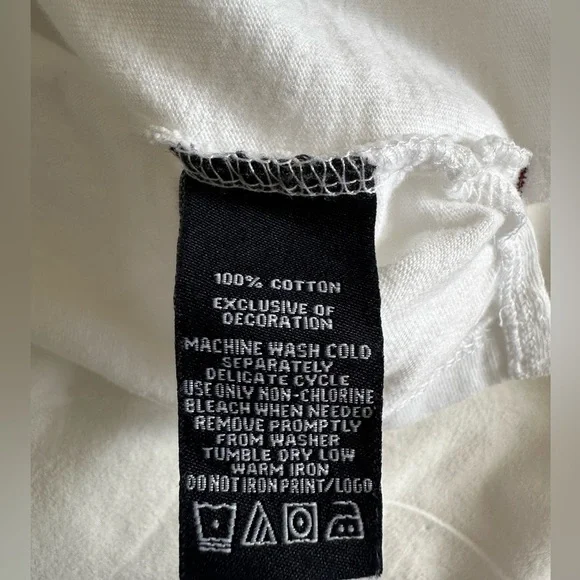 100% COTTON
EXCLUSIVE OF
DECORATION
MACHINE WASH COLD
SEPARATELY
DELICATE CYCLE
USE ONLY NON-CHLORINE
BLEACH WHEN NEEDED
REMOVE PROMPTLY
FROM WASHER
TUMBLE DRY LOW
WARM IRON
DO NOT IRON PRINT/LOGO